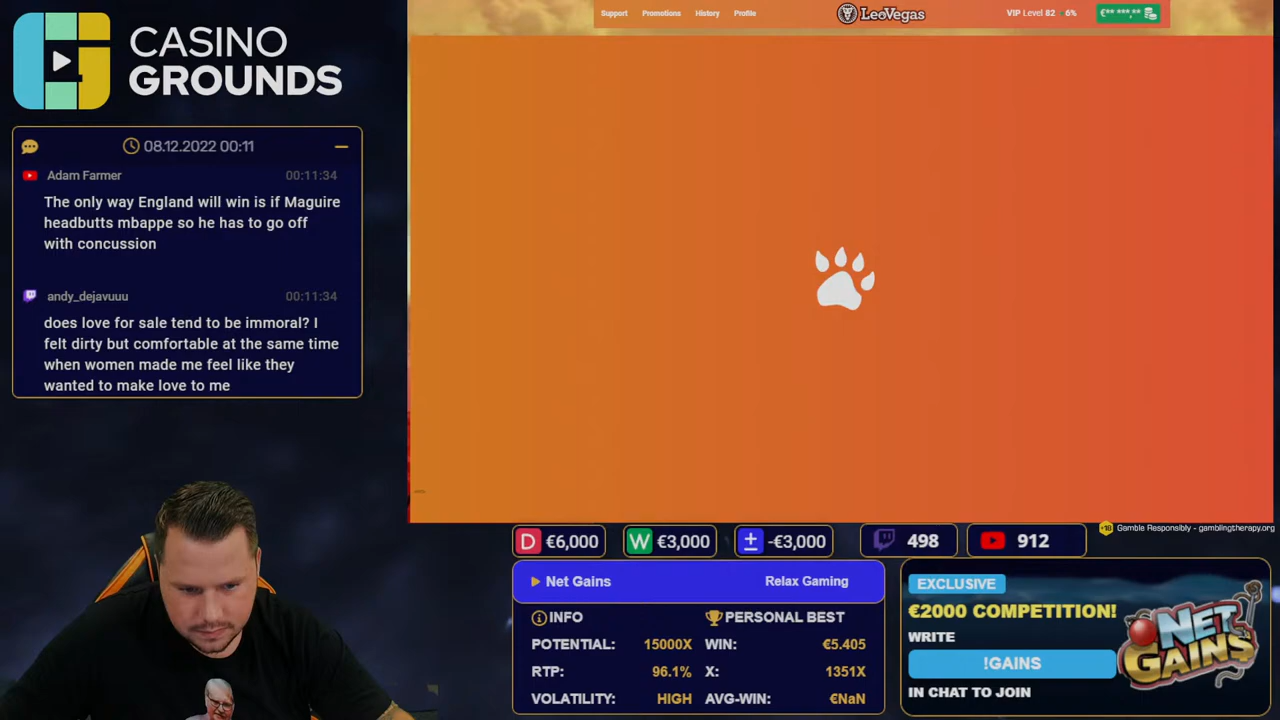 CASINO
GROUNDS
Support Promotions History Profile LeoVegas VIP Level 82 6% €** ***,**
08.12.2022 00:11
Adam Farmer 00:11:34
The only way England will win is if Maguire
headbutts mbappe so he has to go off
with concussion
andy_dejavuuu 00:11:34
does love for sale tend to be immoral? I
felt dirty but comfortable at the same time
when women made me feel like they
wanted to make love to me
D €6,000 W €3,000 ± -€3,000 498 912
+18 Gamble Responsibly - gamblingtherapy.org
Net Gains Relax Gaming
INFO PERSONAL BEST
POTENTIAL: 15000X WIN: €5.405
RTP: 96.1% X: 1351X
VOLATILITY: HIGH AVG-WIN: €NaN
EXCLUSIVE
€2000 COMPETITION!
WRITE
!GAINS
IN CHAT TO JOIN
NET
GAINS